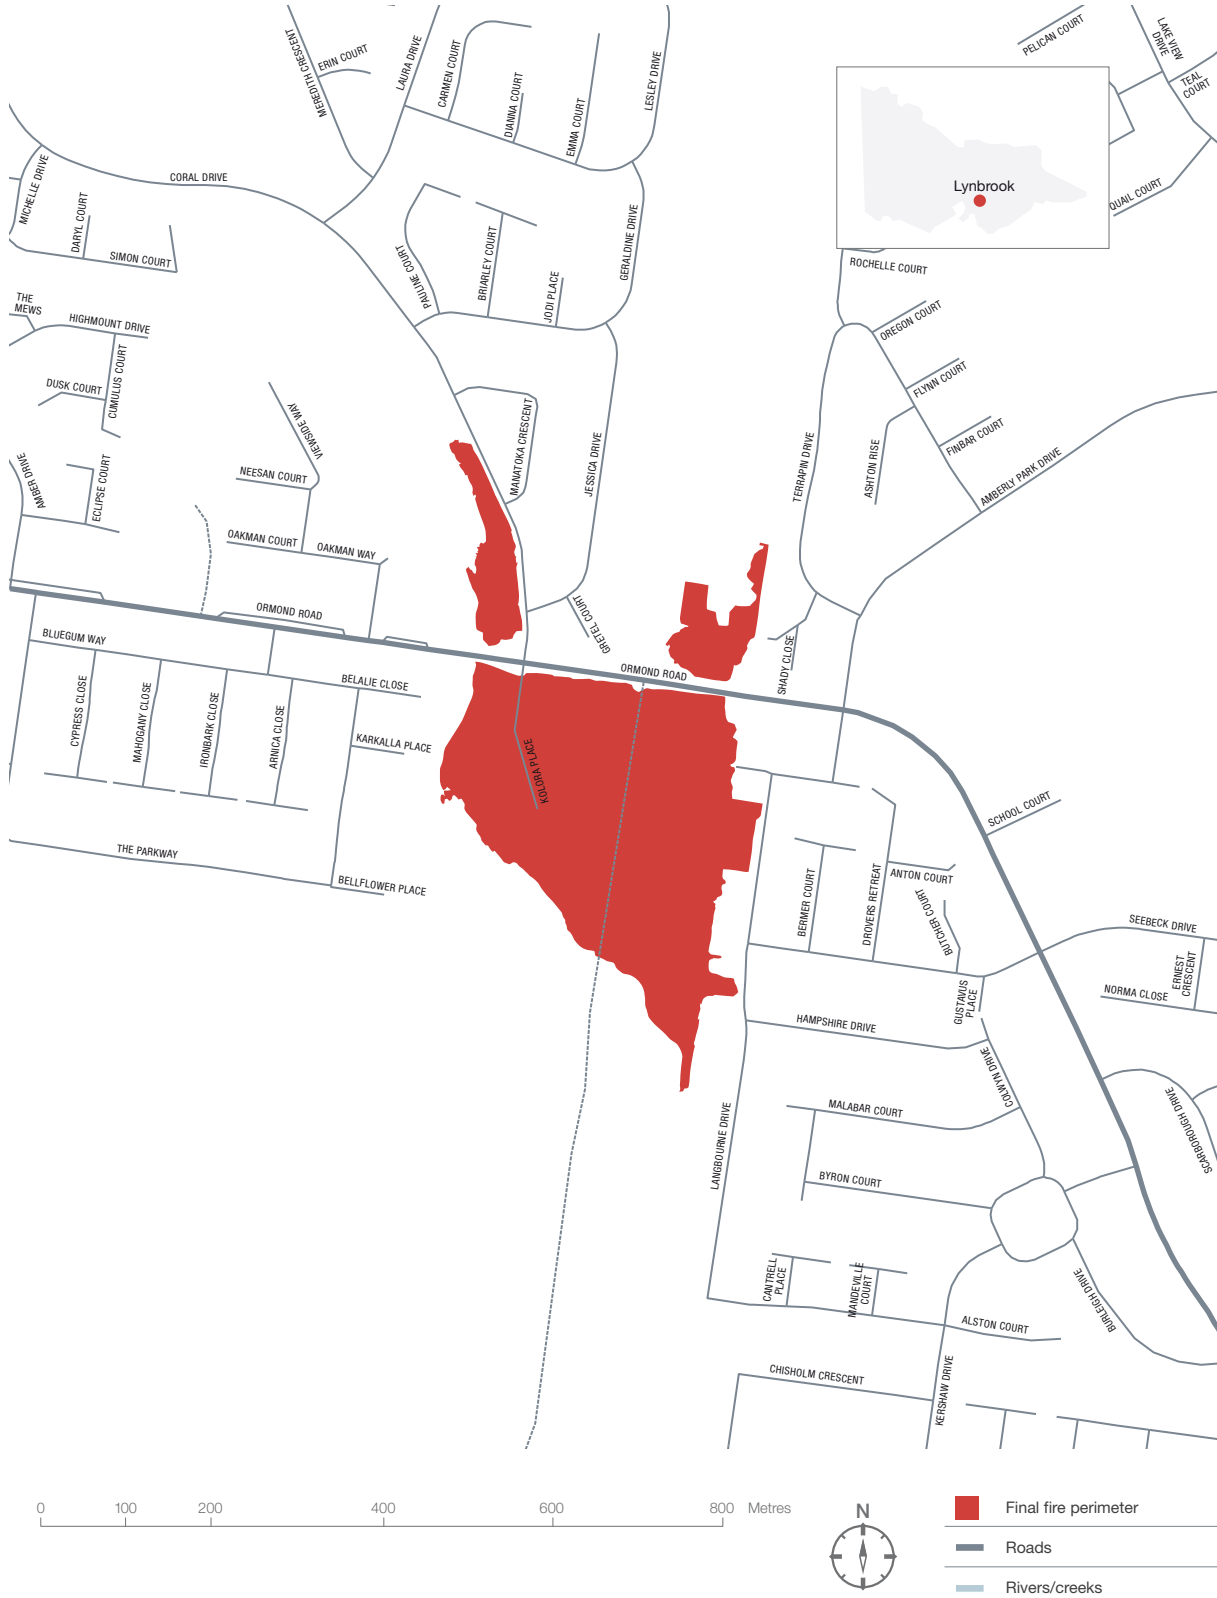 PELICAN COURT
LAKE VIEW
DRIVE
TEAL
COURT
MEREDITH CRESCENT
ERIN COURT
LAURA DRIVE
CARMEN COURT
DIANNA COURT
EMMA COURT
LESLEY DRIVE
Lynbrook
QUAIL COURT
MICHELLE DRIVE
CORAL DRIVE
DARYL COURT
SIMON COURT
PAULINE COURT
BRIARLEY COURT
JODI PLACE
GERALDINE DRIVE
ROCHELLE COURT
THE
MEWS
HIGHMOUNT DRIVE
OREGON COURT
DUSK COURT
CUMULUS COURT
FLYNN COURT
VIEWSIDE WAY
MANATOKA CRESCENT
JESSICA DRIVE
TERRAPIN DRIVE
ASHTON RISE
FINBAR COURT
AMBERLY PARK DRIVE
AMBER DRIVE
ECLIPSE COURT
NEESAN COURT
OAKMAN COURT
OAKMAN WAY
ORMOND ROAD
GRETEL COURT
BLUEGUM WAY
SHADY CLOSE
ORMOND ROAD
BELALIE CLOSE
CYPRESS CLOSE
MAHOGANY CLOSE
IRONBARK CLOSE
ARNICA CLOSE
KARKALLA PLACE
KOLORA PLACE
SCHOOL COURT
THE PARKWAY
BELLFLOWER PLACE
BERMER COURT
DROVERS RETREAT
ANTON COURT
BUTCHER COURT
SEEBECK DRIVE
ERNEST
CRESCENT
NORMA CLOSE
GUSTAVUS
PLACE
HAMPSHIRE DRIVE
COLWYN DRIVE
MALABAR COURT
SCARBOROUGH DRIVE
LANGBOURNE DRIVE
BYRON COURT
CANTRELL
PLACE
MANDEVILLE
COURT
BURLEIGH DRIVE
ALSTON COURT
CHISHOLM CRESCENT
KERSHAW DRIVE
0 100 200 400 600 800 Metres
N
Final fire perimeter
Roads
Rivers/creeks